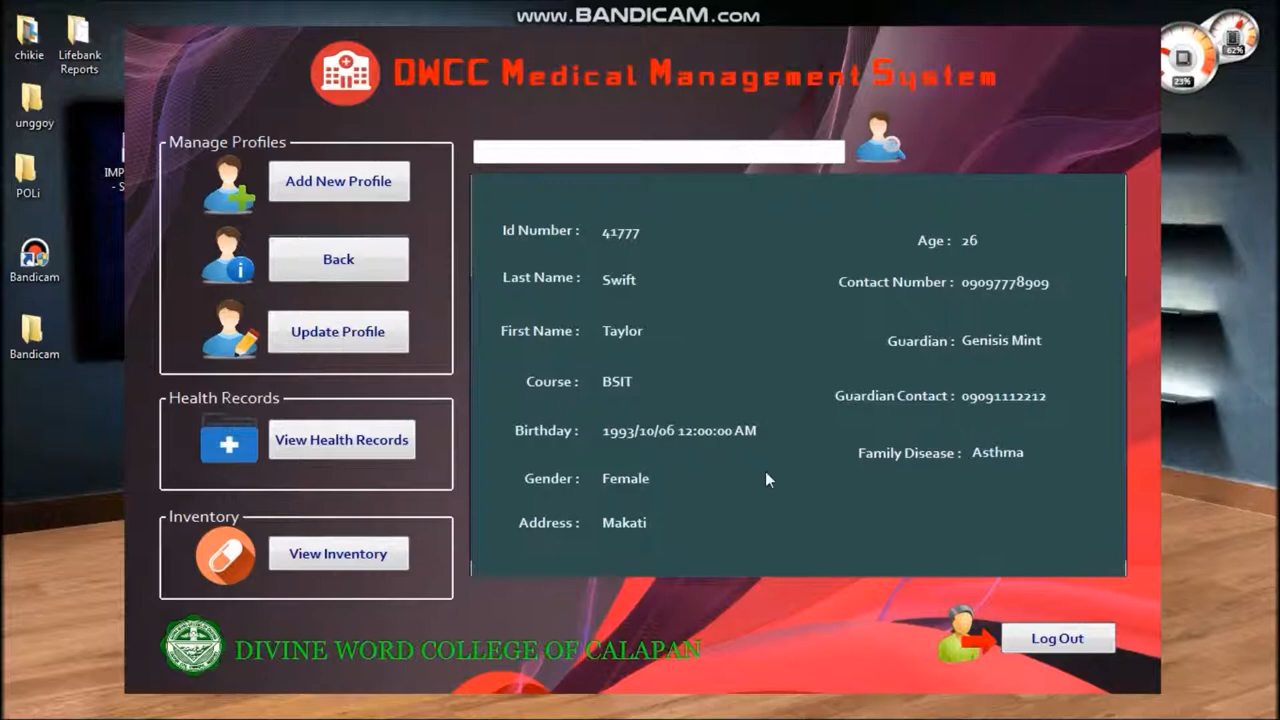 www.BANDICAM.com
chikie
Lifebank
Reports
unggoy
POLi
Bandicam
Bandicam
IMP
- S
23%
62%
DWCC Medical Management System
Manage Profiles
Add New Profile
Back
Update Profile
Health Records
View Health Records
Inventory
View Inventory
Id Number : 41777
Last Name : Swift
First Name : Taylor
Course : BSIT
Birthday : 1993/10/06 12:00:00 AM
Gender : Female
Address : Makati
Age : 26
Contact Number : 09097778909
Guardian : Genisis Mint
Guardian Contact : 09091112212
Family Disease : Asthma
DIVINE WORD COLLEGE OF CALAPAN
Log Out